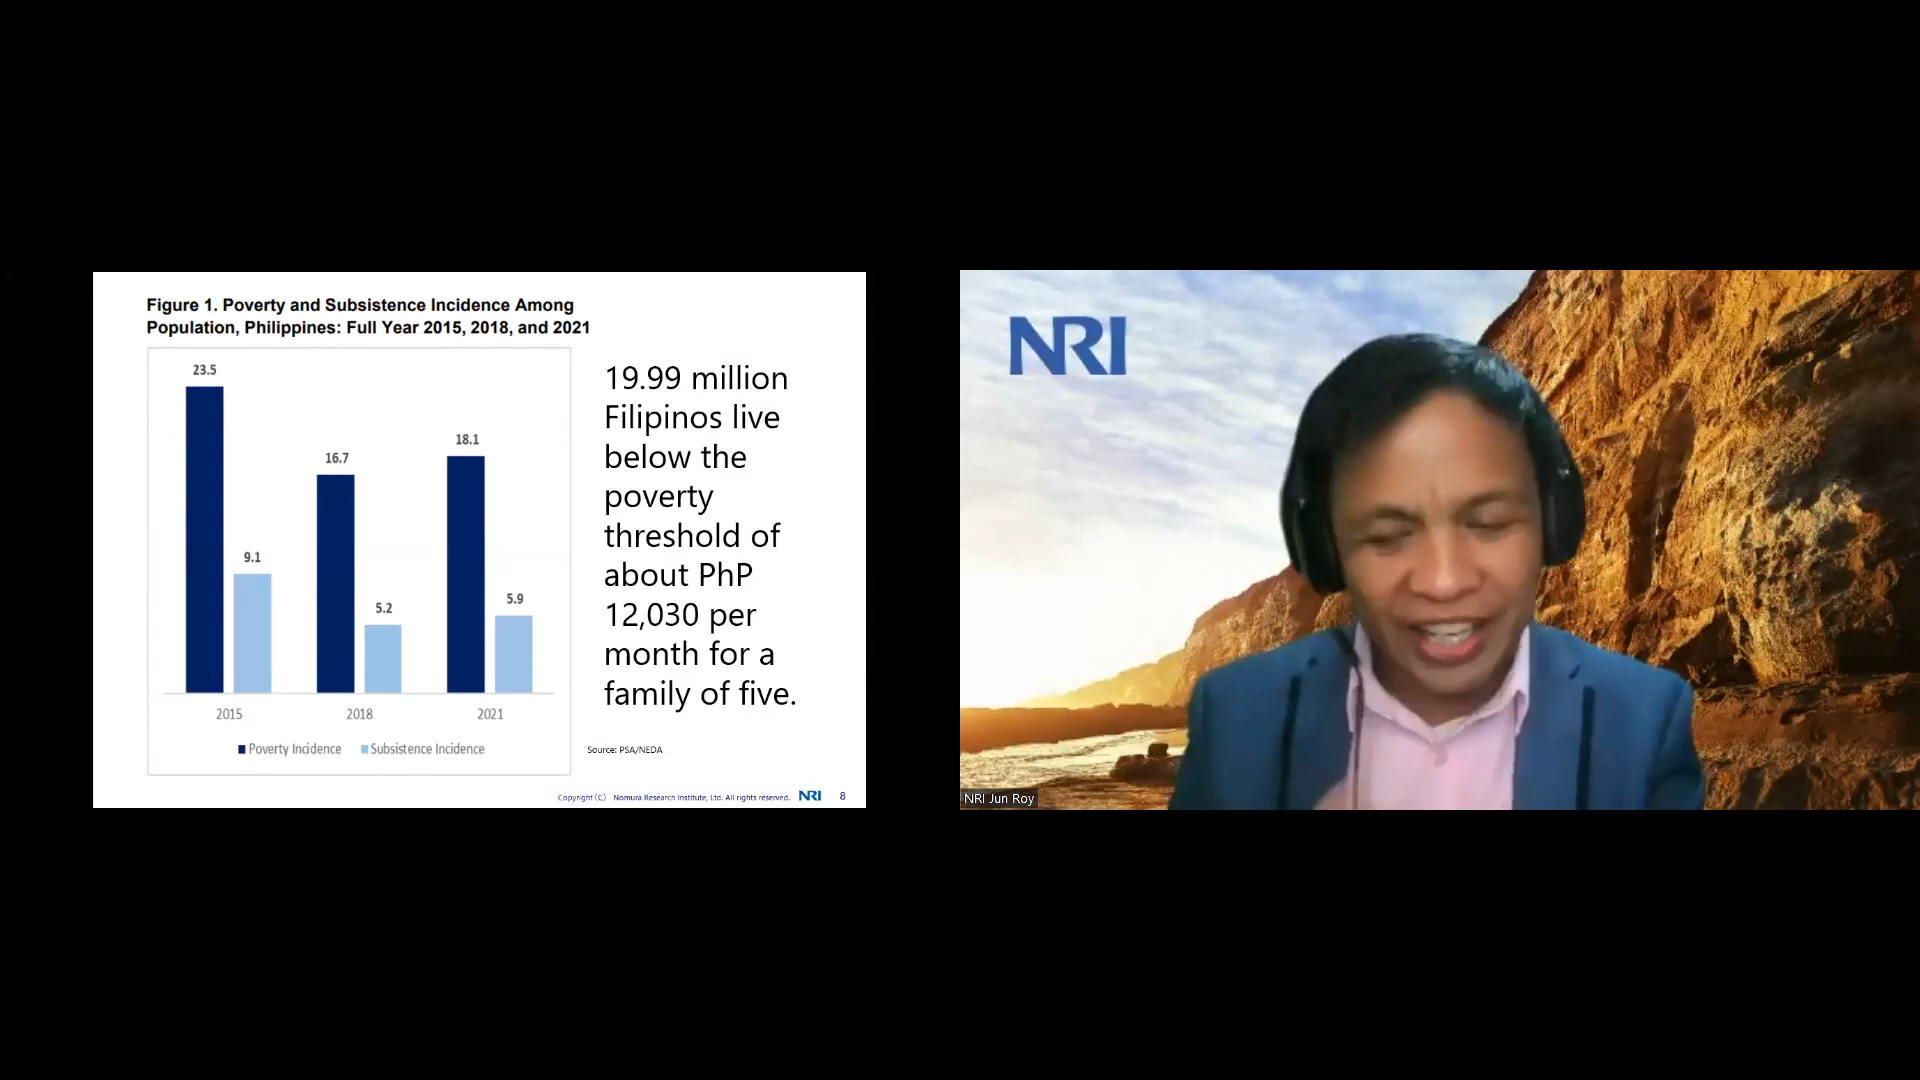 Figure 1. Poverty and Subsistence Incidence Among
Population, Philippines: Full Year 2015, 2018, and 2021
23.5
9.1
16.7
5.2
18.1
5.9
2015
2018
2021
Poverty Incidence
Subsistence Incidence
19.99 million
Filipinos live
below the
poverty
threshold of
about PhP
12,030 per
month for a
family of five.
Source: PSA/NEDA
Copyright (C) Nomura Research Institute, Ltd. All rights reserved.
NRI
8
NRI
NRI Jun Roy